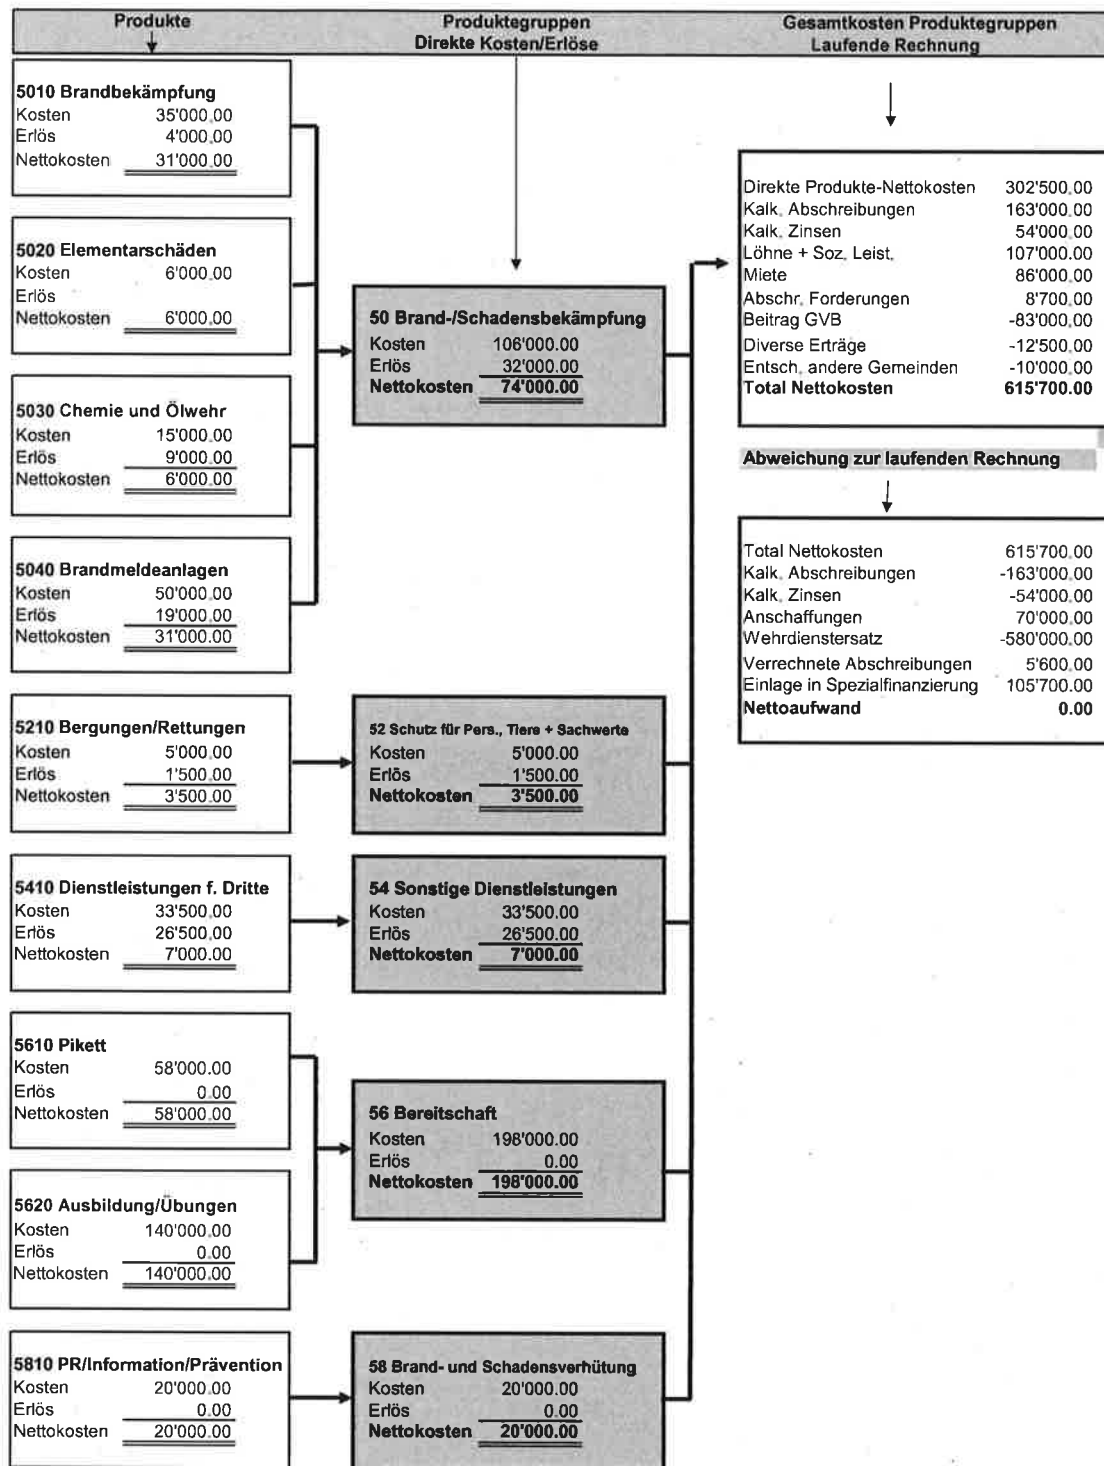 Produkte
Produktegruppen
Direkte Kosten/Erlöse
Gesamtkosten Produktegruppen
Laufende Rechnung
5010 Brandbekämpfung
Kosten 35'000.00
Erlös 4'000.00
Nettokosten 31'000.00
5020 Elementarschäden
Kosten 6'000.00
Erlös
Nettokosten 6'000.00
5030 Chemie und Ölwehr
Kosten 15'000.00
Erlös 9'000.00
Nettokosten 6'000.00
5040 Brandmeldeanlagen
Kosten 50'000.00
Erlös 19'000.00
Nettokosten 31'000.00
5210 Bergungen/Rettungen
Kosten 5'000.00
Erlös 1'500.00
Nettokosten 3'500.00
5410 Dienstleistungen f. Dritte
Kosten 33'500.00
Erlös 26'500.00
Nettokosten 7'000.00
5610 Pikett
Kosten 58'000.00
Erlös 0.00
Nettokosten 58'000.00
5620 Ausbildung/Übungen
Kosten 140'000.00
Erlös 0.00
Nettokosten 140'000.00
5810 PR/Information/Prävention
Kosten 20'000.00
Erlös 0.00
Nettokosten 20'000.00
50 Brand-/Schadensbekämpfung
Kosten 106'000.00
Erlös 32'000.00
Nettokosten 74'000.00
52 Schutz für Pers., Tiere + Sachwerte
Kosten 5'000.00
Erlös 1'500.00
Nettokosten 3'500.00
54 Sonstige Dienstleistungen
Kosten 33'500.00
Erlös 26'500.00
Nettokosten 7'000.00
56 Bereitschaft
Kosten 198'000.00
Erlös 0.00
Nettokosten 198'000.00
58 Brand- und Schadensverhütung
Kosten 20'000.00
Erlös 0.00
Nettokosten 20'000.00
Direkte Produkte-Nettokosten 302'500.00
Kalk. Abschreibungen 163'000.00
Kalk. Zinsen 54'000.00
Löhne + Soz. Leist. 107'000.00
Miete 86'000.00
Abschr. Forderungen 8'700.00
Beitrag GVB -83'000.00
Diverse Erträge -12'500.00
Entsch. andere Gemeinden -10'000.00
Total Nettokosten 615'700.00
Abweichung zur laufenden Rechnung
Total Nettokosten 615'700.00
Kalk. Abschreibungen -163'000.00
Kalk. Zinsen -54'000.00
Anschaffungen 70'000.00
Wehrdienstersatz -580'000.00
Verrechnete Abschreibungen 5'600.00
Einlage in Spezialfinanzierung 105'700.00
Nettoaufwand 0.00